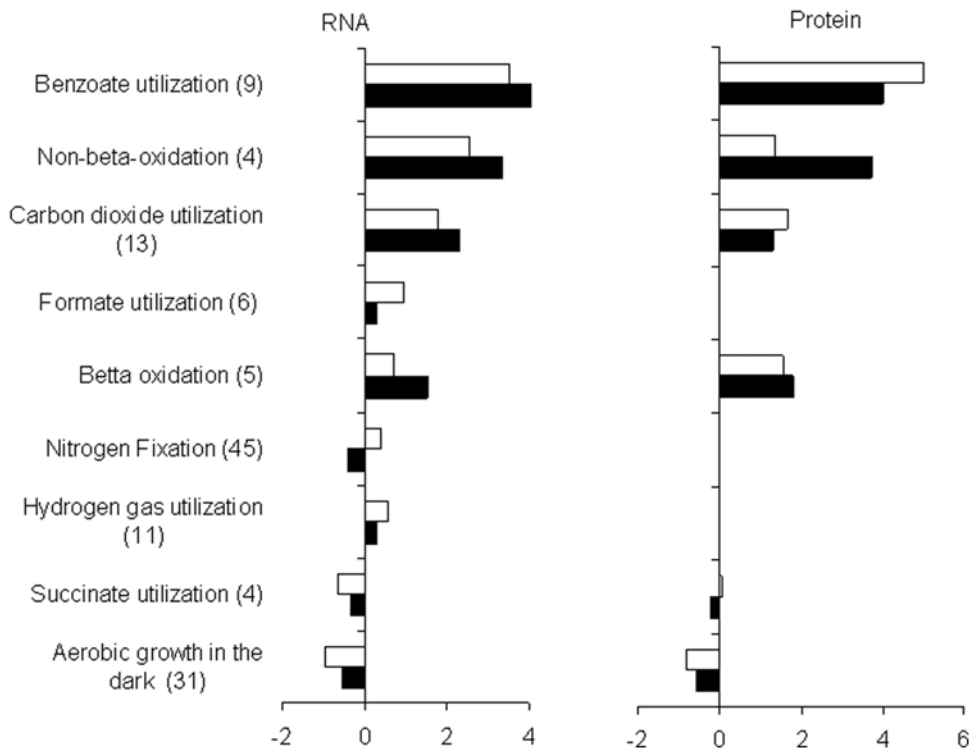 RNA
Protein
Benzoate utilization (9)
Non-beta-oxidation (4)
Carbon dioxide utilization
(13)
Formate utilization (6)
Betta oxidation (5)
Nitrogen Fixation (45)
Hydrogen gas utilization
(11)
Succinate utilization (4)
Aerobic growth in the
dark (31)
-2 0 2 4
-2 0 2 4 6